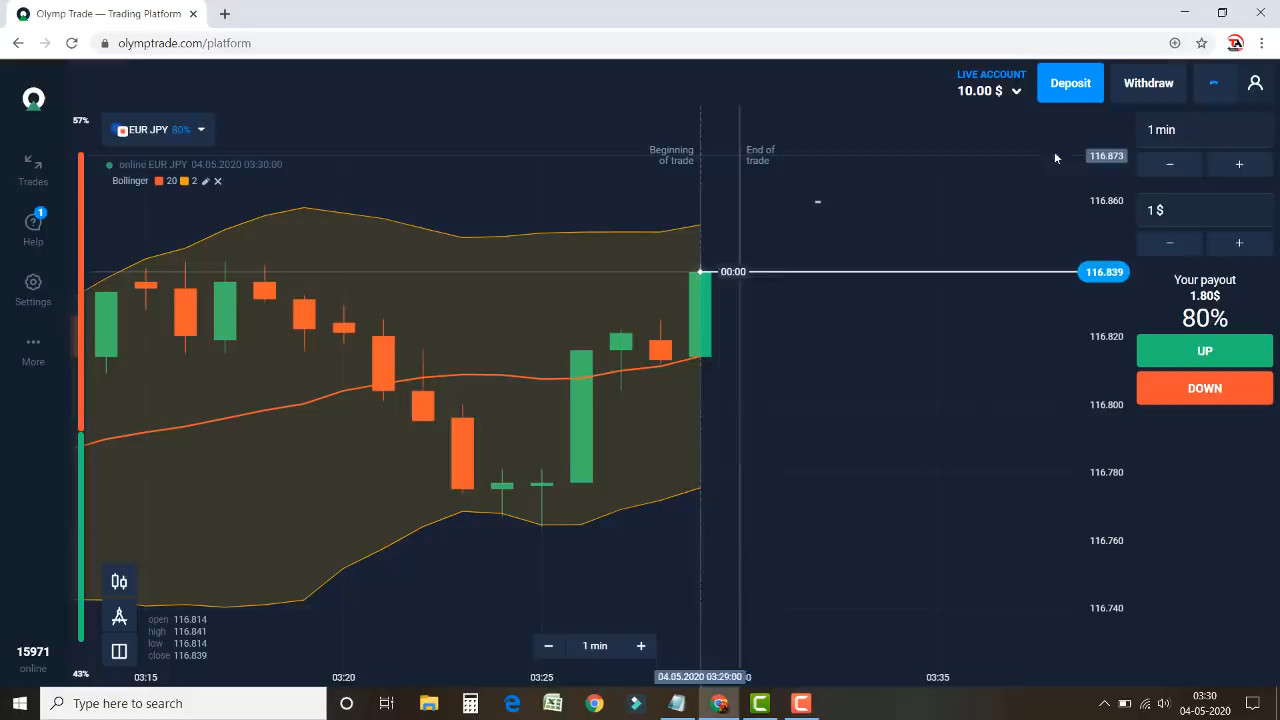 Olymp Trade — Trading Platform
olymptrade.com/platform
LIVE ACCOUNT
10.00 $
Deposit
Withdraw
57%
EUR JPY 80%
online EUR JPY 04.05.2020 03:30:00
Bollinger 20 2
Beginning
of trade
End of
trade
116.873
116.860
116.839
116.820
116.800
116.780
116.760
116.740
00:00
1 min
1 $
Your payout
1.80$
80%
UP
DOWN
Trades
1
Help
Settings
More
15971
online
43%
open 116.814
high 116.841
low 116.814
close 116.839
1 min
03:15
03:20
03:25
04.05.2020 03:29:00
03:35
Type here to search
03:30
04-05-2020